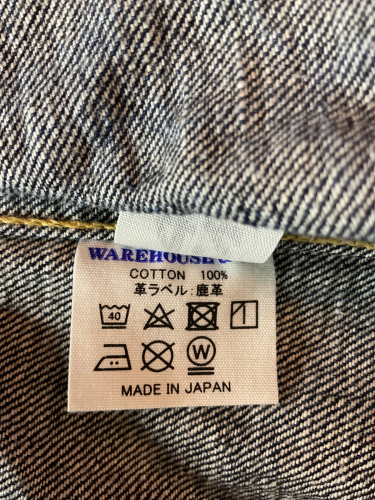 WAREHOUSE
COTTON 100%
革ラベル:鹿革
40
W
MADE IN JAPAN